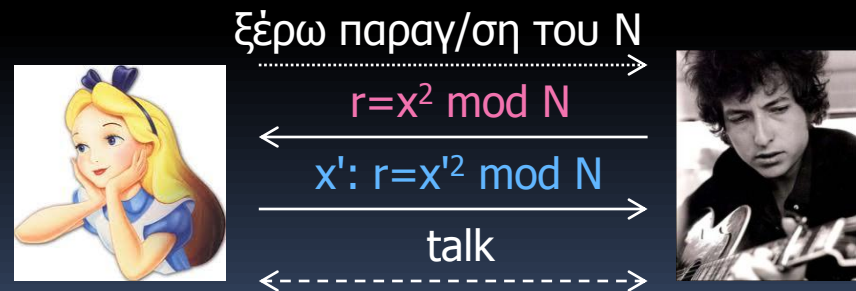 ξέρω παραγ/ση του Ν
r=x² mod N
x': r=x'² mod N
talk